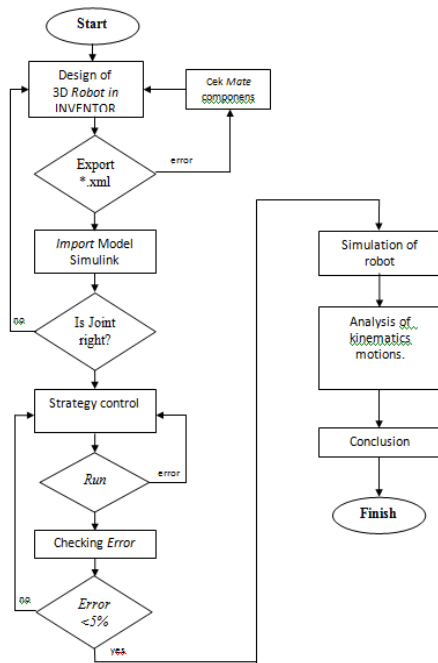 Start
Design of
3D Robot in
INVENTOR
Cek Mate
componens
Export
*.xml
error
Import Model
Simulink
Is Joint
right?
no
Strategy control
Run
error
Checking Error
Error
<5%
no
yes
Simulation of
robot
Analysis of
kinematics
motions.
Conclusion
Finish